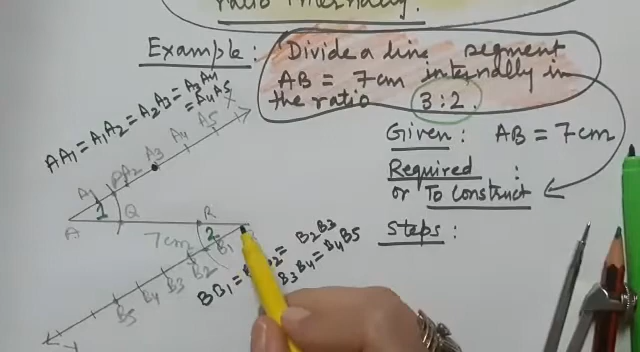 ratio internally.
Example : Divide a line segment
AB = 7cm internally in
the ratio 3:2.
Given : AB = 7cm
Required :
or To Construct
Steps :
AA1 = A1A2 = A2A3 = A3A4
= A4A5
X
A5
A4
A3
A2
P
A1
1
A
Q
R
7cm
2
B1
B2
B3
B4
B5
Y
BB1 = B2 = B2B3
B3B4 = B4B5